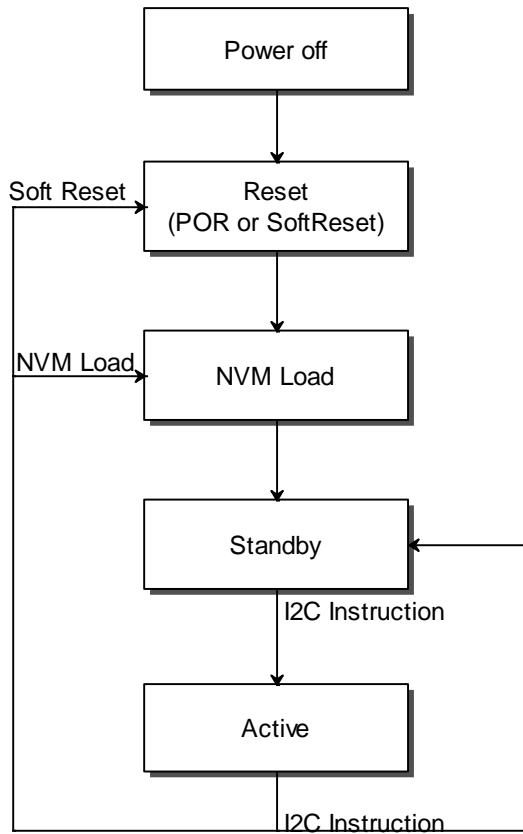 Power off
Soft Reset
Reset
(POR or SoftReset)
NVM Load
NVM Load
Standby
I2C Instruction
Active
I2C Instruction